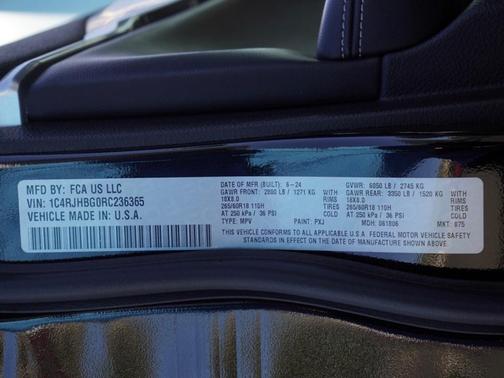 MFD BY: FCA US LLC
VIN: 1C4RJHBG0RC236365
VEHICLE MADE IN: U.S.A.
DATE OF MFR (BUILT): 6-24 GVWR: 6050 LB / 2745 KG
GAWR FRONT: 2800 LB / 1271 KG GAWR REAR: 3350 LB / 1520 KG
18X8.0 RIMS 18X8.0 RIMS
265/60R18 110H TIRES 265/60R18 110H TIRES
AT 250 kPa / 36 PSI COLD AT 250 kPa / 36 PSI COLD
TYPE: MPV PAINT: PXJ MDH: 061806 MKT: 875
THIS VEHICLE CONFORMS TO ALL APPLICABLE U.S.A. FEDERAL MOTOR VEHICLE SAFETY
AND THEFT PREVENTION STANDARDS IN EFFECT ON THE DATE OF MANUFACTURE SHOWN ABOVE.